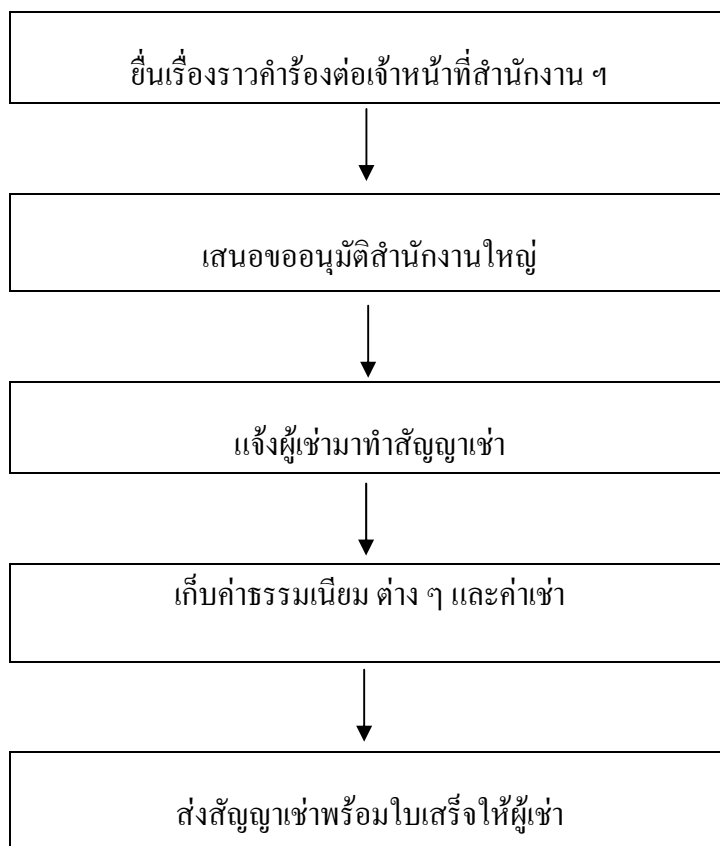 ยื่นเรื่องราวคำร้องต่อเจ้าหน้าที่สำนักงาน ฯ
เสนอขออนุมัติสำนักงานใหญ่
แจ้งผู้เช่ามาทำสัญญาเช่า
เก็บค่าธรรมเนียม ต่าง ๆ และค่าเช่า
ส่งสัญญาเช่าพร้อมใบเสร็จให้ผู้เช่า